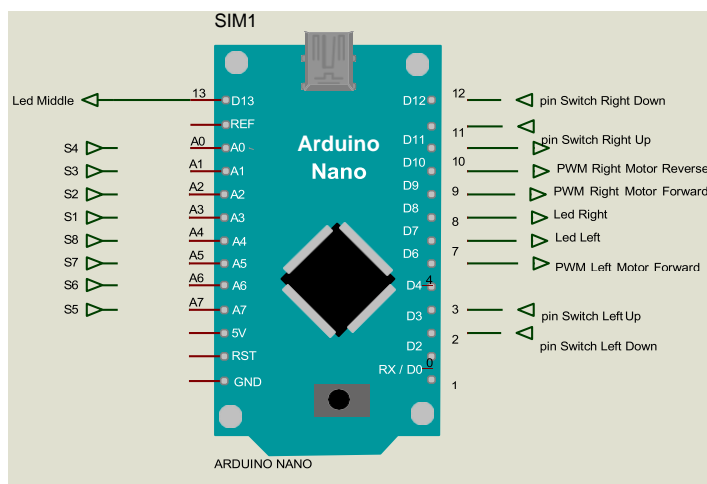 SIM1
Led Middle
13
D13
REF
S4
A0
A0
S3
A1
A1
S2
A2
A2
S1
A3
A3
S8
A4
A4
S7
A5
A5
S6
A6
A6
S5
A7
A7
5V
RST
GND
Arduino
Nano
D12
12
pin Switch Right Down
11
pin Switch Right Up
D11
D10
10
PWM Right Motor Reverse
D9
9
PWM Right Motor Forward
D8
8
Led Right
D7
Led Left
D6
7
PWM Left Motor Forward
D4
4
D3
3
pin Switch Left Up
D2
2
pin Switch Left Down
RX / D0
0
1
ARDUINO NANO